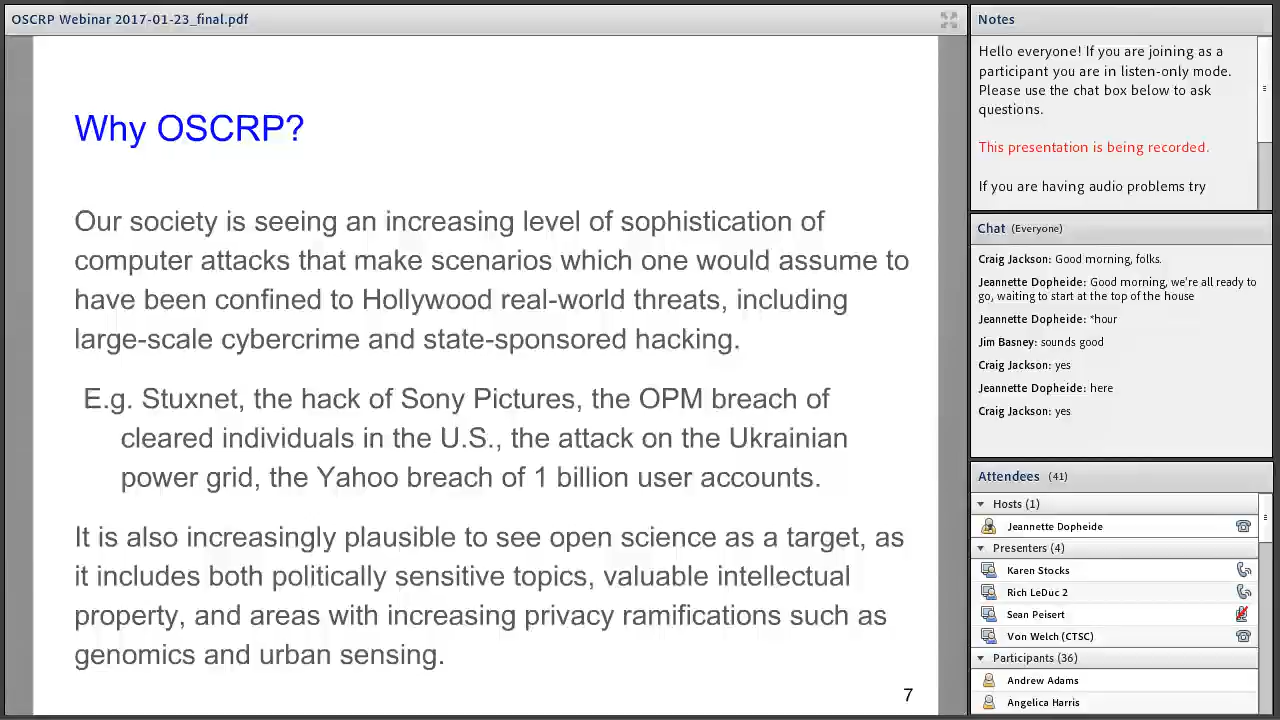 OSCRP Webinar 2017-01-23_final.pdf
Why OSCRP?
Our society is seeing an increasing level of sophistication of
computer attacks that make scenarios which one would assume to
have been confined to Hollywood real-world threats, including
large-scale cybercrime and state-sponsored hacking.
E.g. Stuxnet, the hack of Sony Pictures, the OPM breach of
cleared individuals in the U.S., the attack on the Ukrainian
power grid, the Yahoo breach of 1 billion user accounts.
It is also increasingly plausible to see open science as a target, as
it includes both politically sensitive topics, valuable intellectual
property, and areas with increasing privacy ramifications such as
genomics and urban sensing.
7
Notes
Hello everyone! If you are joining as a
participant you are in listen-only mode.
Please use the chat box below to ask
questions.
This presentation is being recorded.
If you are having audio problems try
Chat (Everyone)
Craig Jackson: Good morning, folks.
Jeannette Dopheide: Good morning, we're all ready to
go, waiting to start at the top of the house
Jeannette Dopheide: *hour
Jim Basney: sounds good
Craig Jackson: yes
Jeannette Dopheide: here
Craig Jackson: yes
Attendees (41)
Hosts (1)
Jeannette Dopheide
Presenters (4)
Karen Stocks
Rich LeDuc 2
Sean Peisert
Von Welch (CTSC)
Participants (36)
Andrew Adams
Angelica Harris